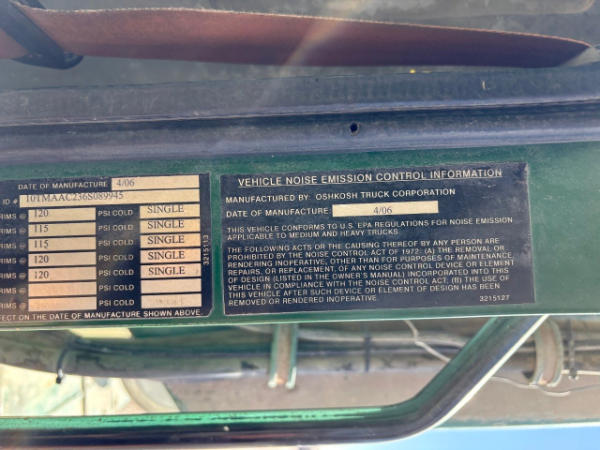 DATE OF MANUFACTURE 4/06
ID # 10TMAAC236S089945
RIMS @ 120 PSI COLD SINGLE
RIMS @ 115 PSI COLD SINGLE
RIMS @ 115 PSI COLD SINGLE
RIMS @ 120 PSI COLD SINGLE
RIMS @ 120 PSI COLD SINGLE
RIMS @ PSI COLD
RIMS @ PSI COLD
FECT ON THE DATE OF MANUFACTURE SHOWN ABOVE.
3215113
VEHICLE NOISE EMISSION CONTROL INFORMATION
MANUFACTURED BY: OSHKOSH TRUCK CORPORATION
DATE OF MANUFACTURE 4/06
THIS VEHICLE CONFORMS TO U.S. EPA REGULATIONS FOR NOISE EMISSION
APPLICABLE TO MEDIUM AND HEAVY TRUCKS.
THE FOLLOWING ACTS OR THE CAUSING THEREOF BY ANY PERSON ARE
PROHIBITED BY THE NOISE CONTROL ACT OF 1972: (A) THE REMOVAL OR
RENDERING INOPERATIVE, OTHER THAN FOR PURPOSES OF MAINTENANCE,
REPAIRS, OR REPLACEMENT, OF ANY NOISE CONTROL DEVICE OR ELEMENT
OF DESIGN (LISTED IN THE OWNER'S MANUAL) INCORPORATED INTO THIS
VEHICLE IN COMPLIANCE WITH THE NOISE CONTROL ACT, (B) THE USE OF
THIS VEHICLE AFTER SUCH DEVICE OR ELEMENT OF DESIGN HAS BEEN
REMOVED OR RENDERED INOPERATIVE.
3215127